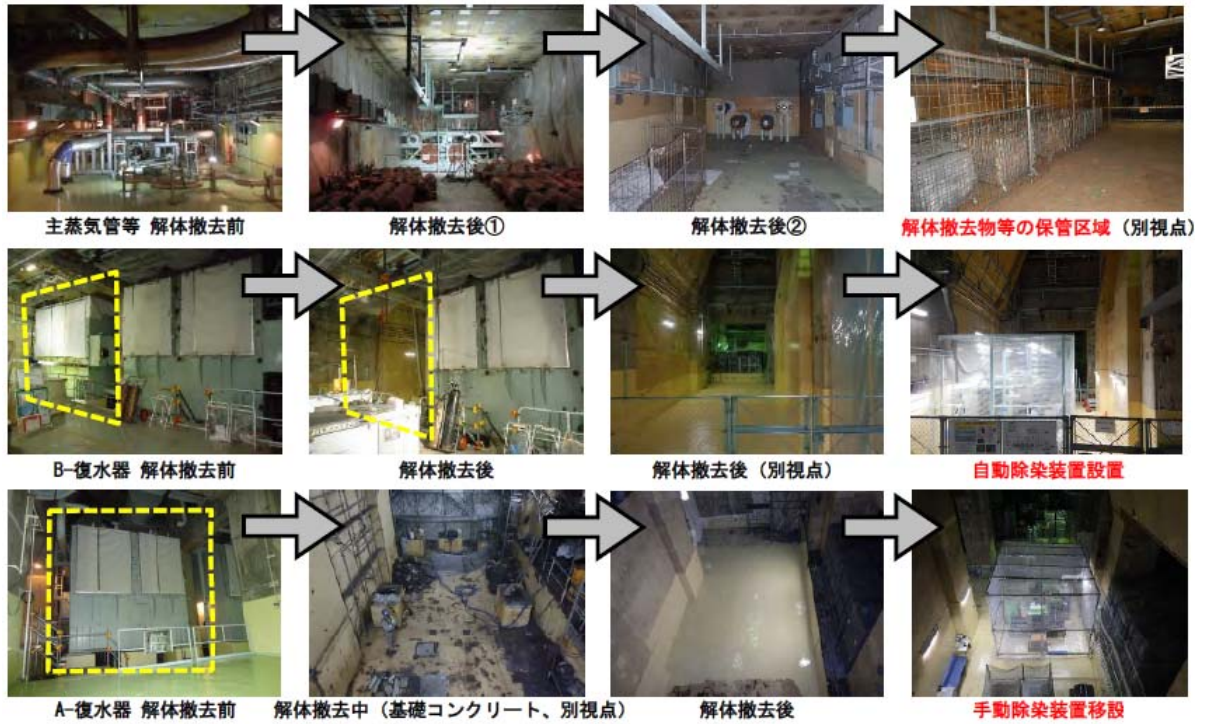 主蒸気管等 解体撤去前
解体撤去後①
解体撤去後②
解体撤去物等の保管区域（別視点）
B-復水器 解体撤去前
解体撤去後
解体撤去後（別視点）
自動除染装置設置
A-復水器 解体撤去前
解体撤去中（基礎コンクリート、別視点）
解体撤去後
手動除染装置移設